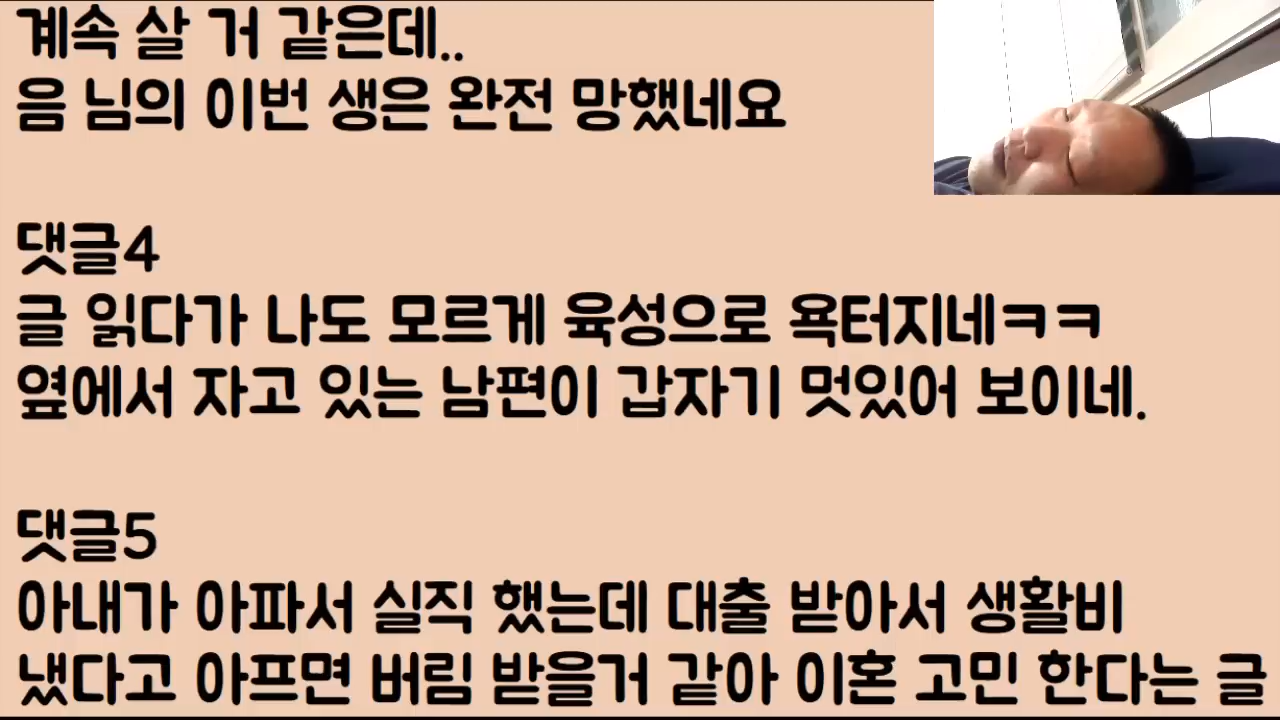 계속 살 거 같은데..
음 님의 이번 생은 완전 망했네요
댓글4
글 읽다가 나도 모르게 육성으로 욕터지네ㅋㅋ
옆에서 자고 있는 남편이 갑자기 멋있어 보이네.
댓글5
아내가 아파서 실직 했는데 대출 받아서 생활비
냈다고 아프면 버림 받을거 같아 이혼 고민 한다는 글